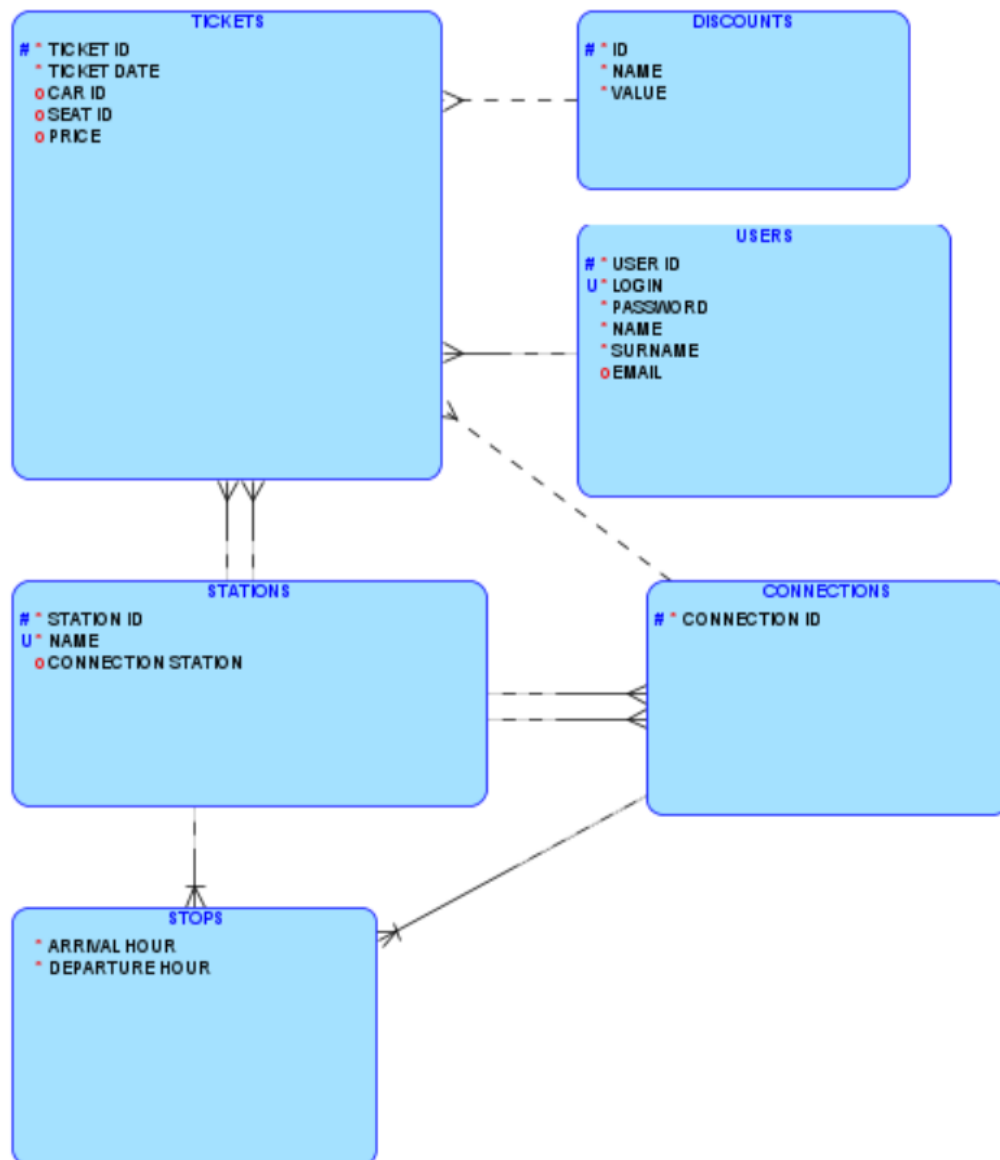 TICKETS
# * TICKET ID
* TICKET DATE
o CAR ID
o SEAT ID
o PRICE
DISCOUNTS
# * ID
* NAME
* VALUE
USERS
# * USER ID
U * LOGIN
* PASSWORD
* NAME
* SURNAME
o EMAIL
STATIONS
# * STATION ID
U * NAME
o CONNECTION STATION
CONNECTIONS
# * CONNECTION ID
STOPS
* ARRIVAL HOUR
* DEPARTURE HOUR